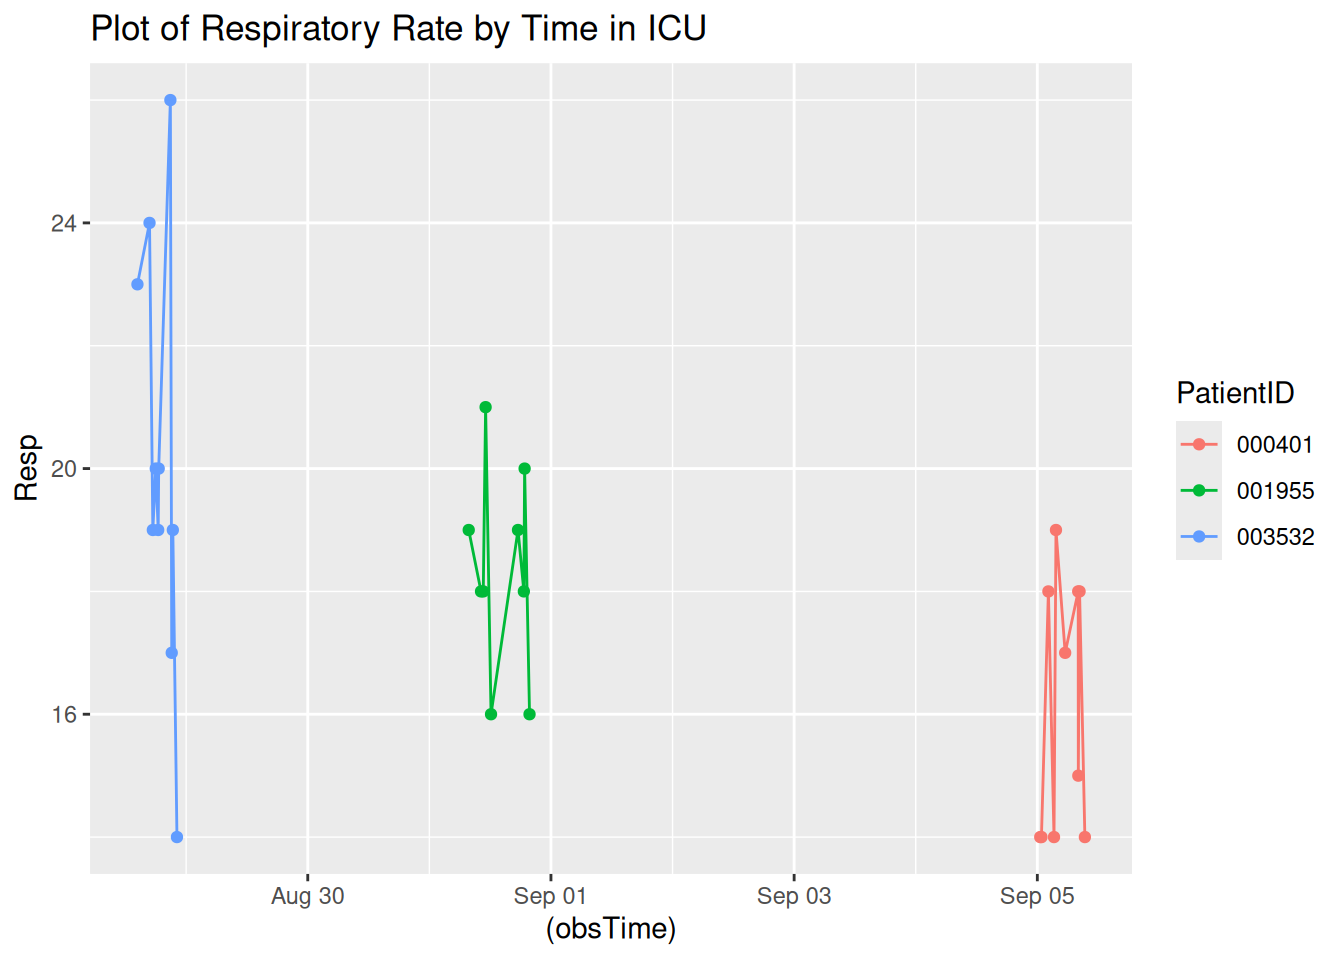 Plot of Respiratory Rate by Time in ICU
24
20
16
Resp
Aug 30
Sep 01
Sep 03
Sep 05
(obsTime)
PatientID
000401
001955
003532